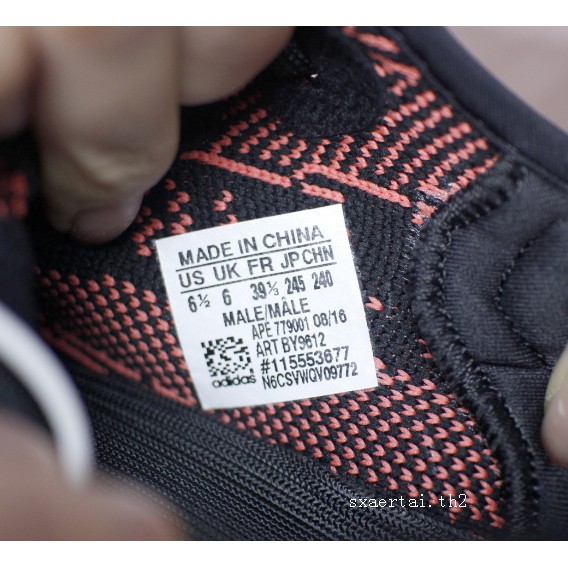 MADE IN CHINA
US UK FR JP CHN
6½ 6 39⅓ 245 240
MALE/MÂLE
APE 779001 08/16
ART BY9612
#115553677
adidas N6CSVWQV09772
sxaertai.th2